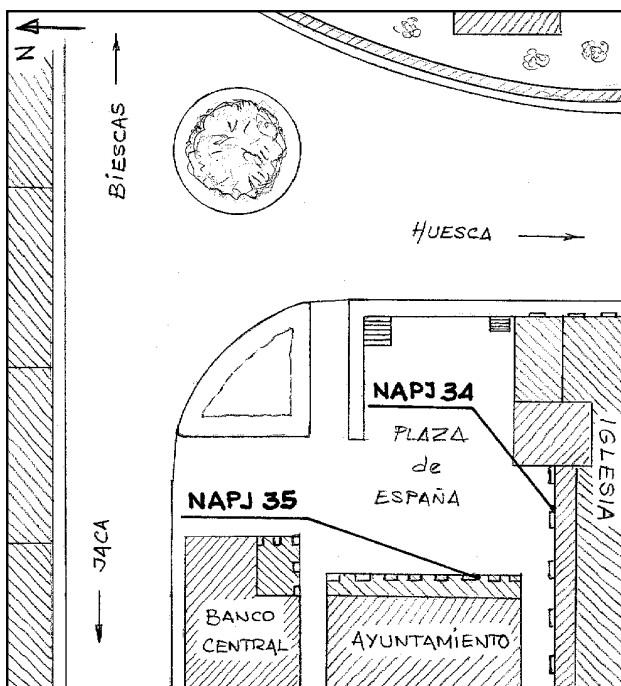 N
BIESCAS
HUESCA
NAPJ 34
PLAZA
de
ESPAÑA
IGLESIA
NAPJ 35
JACA
BANCO
CENTRAL
AYUNTAMIENTO